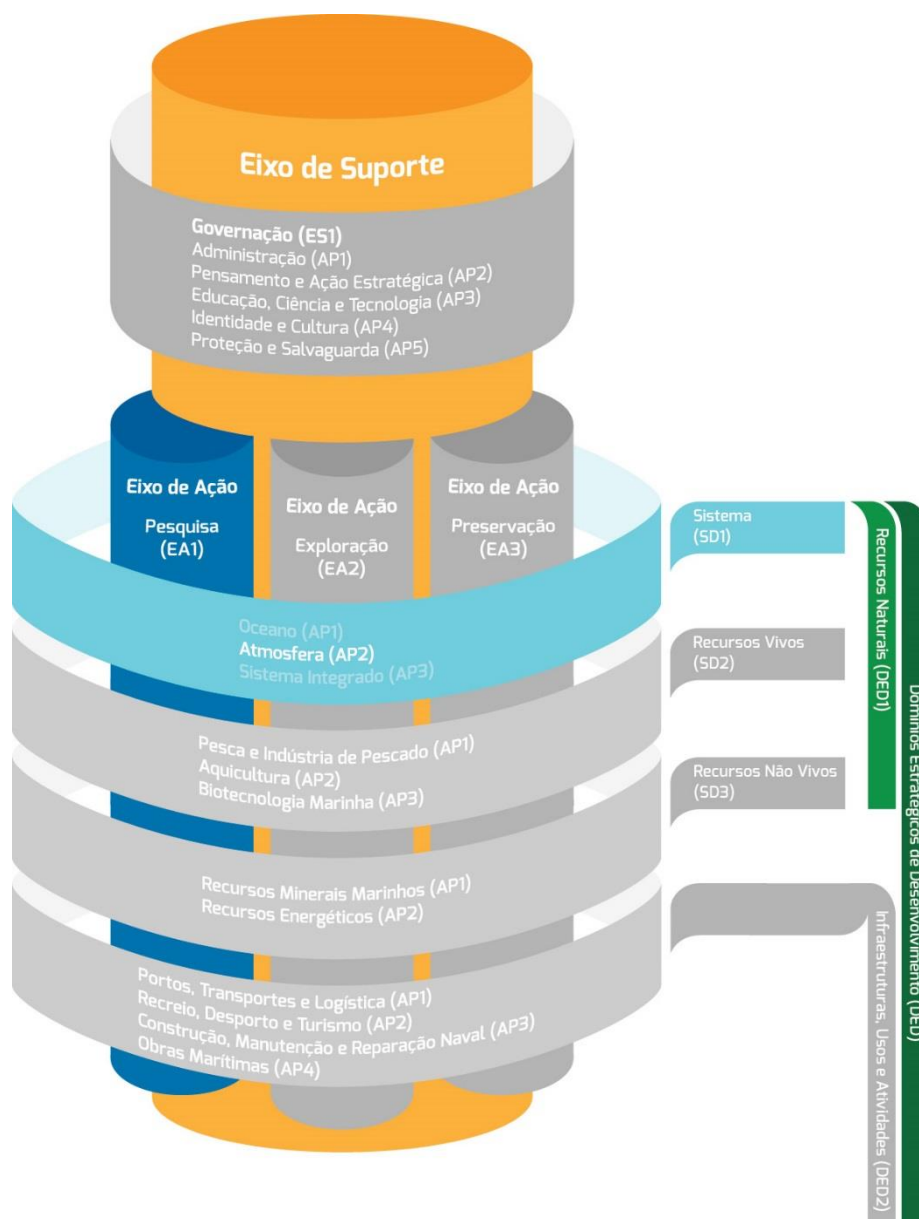 Eixo de Suporte
Governação (ES1)
Administração (AP1)
Pensamento e Ação Estratégica (AP2)
Educação, Ciência e Tecnologia (AP3)
Identidade e Cultura (AP4)
Proteção e Salvaguarda (AP5)
Eixo de Ação
Pesquisa
(EA1)
Eixo de Ação
Exploração
(EA2)
Eixo de Ação
Preservação
(EA3)
Oceano (AP1)
Atmosfera (AP2)
Sistema Integrado (AP3)
Sistema
(SD1)
Pesca e Indústria de Pescado (AP1)
Aquicultura (AP2)
Biotecnologia Marinha (AP3)
Recursos Vivos
(SD2)
Recursos Minerais Marinhos (AP1)
Recursos Energéticos (AP2)
Recursos Não Vivos
(SD3)
Portos, Transportes e Logística (AP1)
Recreio, Desporto e Turismo (AP2)
Construção, Manutenção e Reparação Naval (AP3)
Obras Marítimas (AP4)
Recursos Naturais (DED1)
Infraestruturas, Usos e Atividades (DED2)
Domínios Estratégicos de Desenvolvimento (DED)